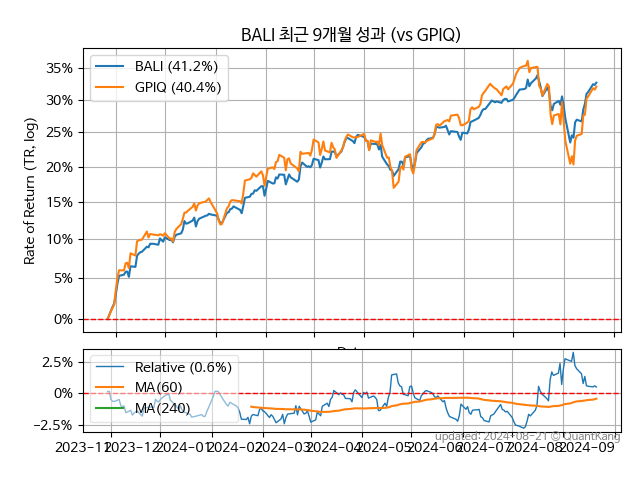 BALI 최근 9개월 성과 (vs GPIQ)
BALI (41.2%)
GPIQ (40.4%)
Rate of Return (TR, log)
35%
30%
25%
20%
15%
10%
5%
0%
2.5%
0%
−2.5%
Relative (0.6%)
MA(60)
MA(240)
updated: 2024-08-21 © QuantKang
2023−11
2023−12
2024−01
2024−02
2024−03
2024−04
2024−05
2024−06
2024−07
2024−08
2024−09